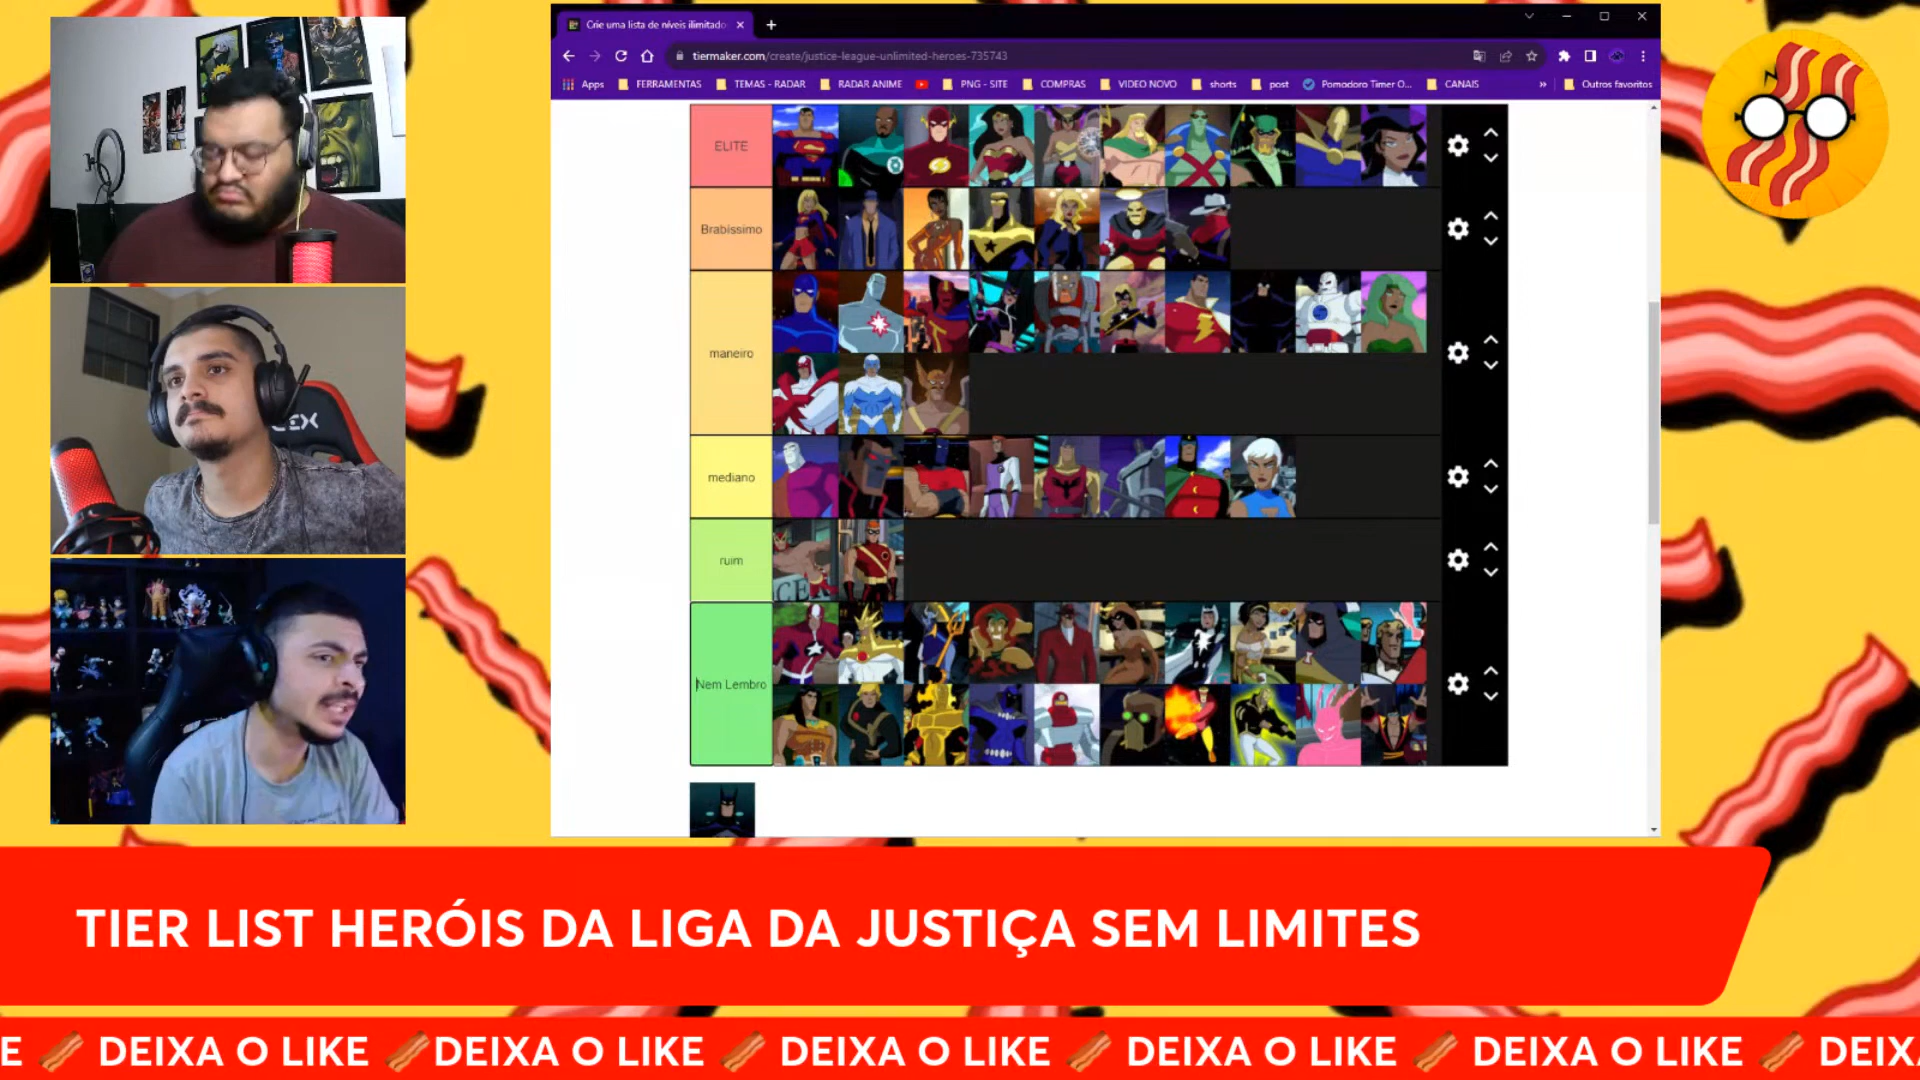 Crie uma lista de níveis ilimitado
tiermaker.com/create/justice-league-unlimited-heroes-735743
Apps FERRAMENTAS TEMAS - RADAR RADAR ANIME PNG - SITE COMPRAS VIDEO NOVO shorts post Pomodoro Timer O... CANAIS » Outros favoritos
ELITE
Brabissimo
maneiro
mediano
ruim
Nem Lembro
TIER LIST HERÓIS DA LIGA DA JUSTIÇA SEM LIMITES
E DEIXA O LIKE DEIXA O LIKE DEIXA O LIKE DEIXA O LIKE DEIXA O LIKE DEIX